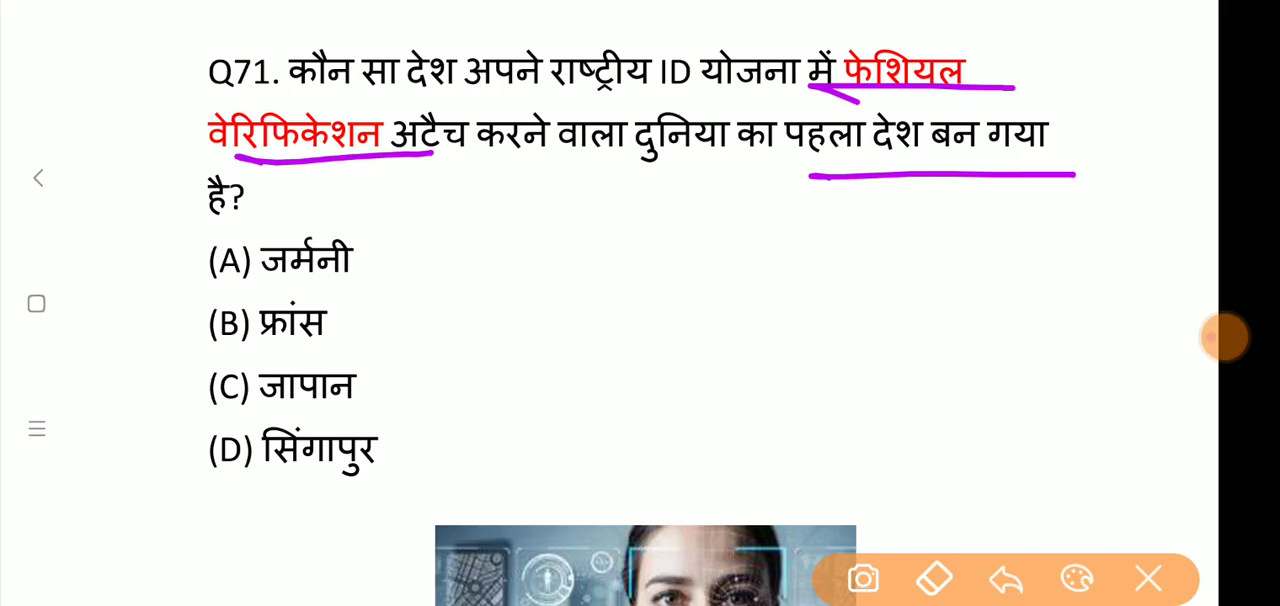 Q71. कौन सा देश अपने राष्ट्रीय ID योजना में फेशियल
वेरिफिकेशन अटैच करने वाला दुनिया का पहला देश बन गया
है?
(A) जर्मनी
(B) फ्रांस
(C) जापान
(D) सिंगापुर